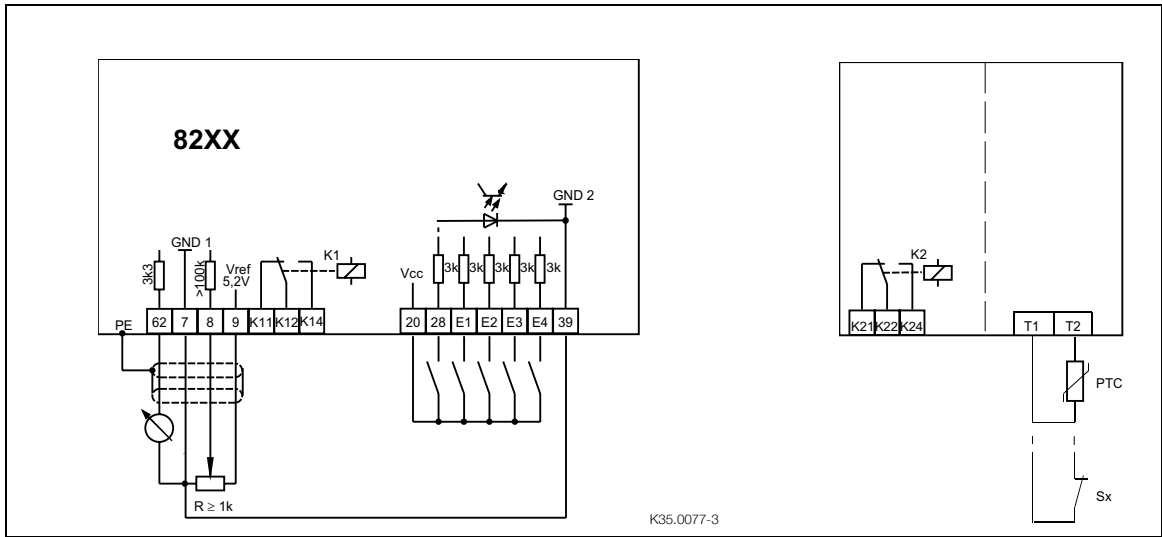 82XX
GND 2
GND 1
K1
K2
3k3
>100k
Vref
5,2V
Vcc
3k 3k 3k 3k 3k
PE
62 7 8 9 K11 K12 K14
20 28 E1 E2 E3 E4 39
K21 K22 K24
T1 T2
PTC
R ≥ 1k
Sx
K35.0077-3